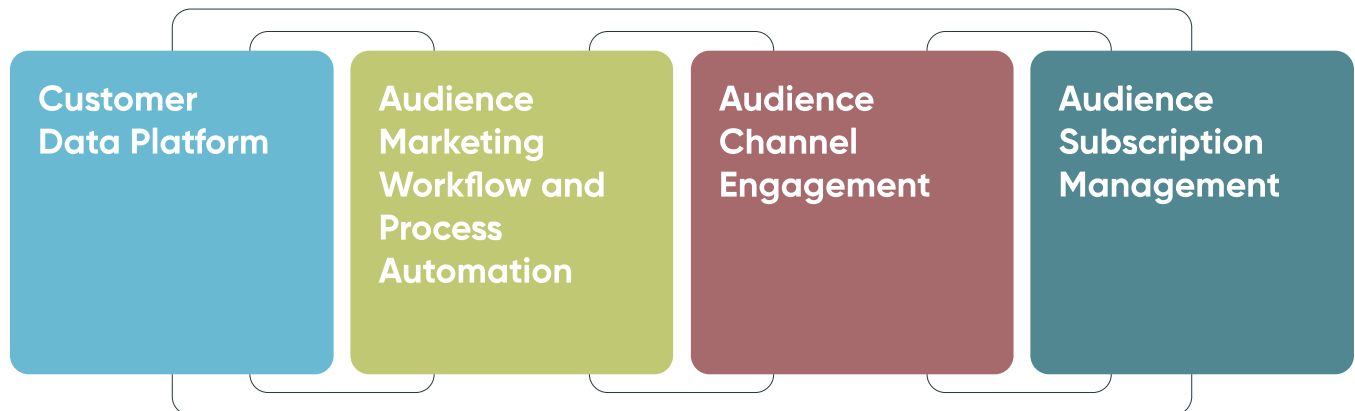 Customer
Data Platform
Audience
Marketing
Workflow and
Process
Automation
Audience
Channel
Engagement
Audience
Subscription
Management